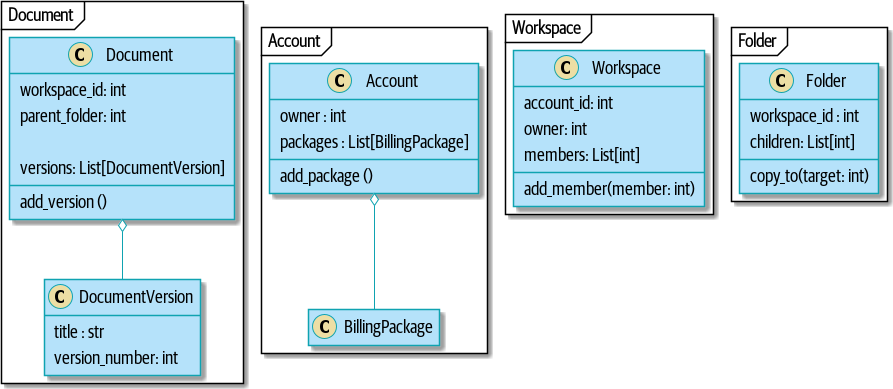 Document
C Document
workspace_id: int
parent_folder: int
versions: List[DocumentVersion]
add_version ()
C DocumentVersion
title : str
version_number: int
Account
C Account
owner : int
packages : List[BillingPackage]
add_package ()
C BillingPackage
Workspace
C Workspace
account_id: int
owner: int
members: List[int]
add_member(member: int)
Folder
C Folder
workspace_id : int
children: List[int]
copy_to(target: int)